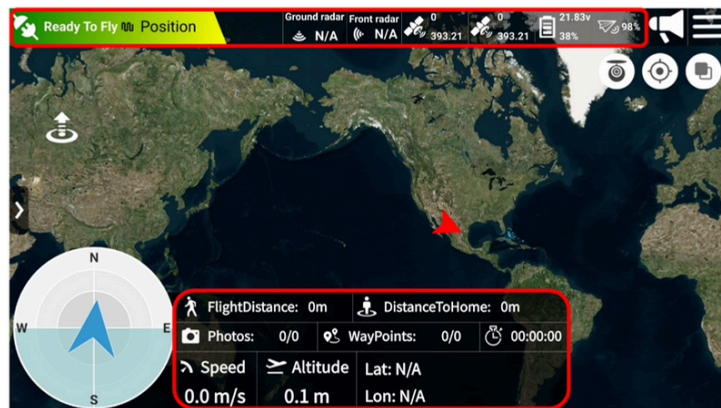 Ready To Fly Position
Ground radar N/A
Front radar N/A
0
393.21
0
393.21
21.83v
38%
98%
N
W E
S
FlightDistance: 0m DistanceToHome: 0m
Photos: 0/0 WayPoints: 0/0 00:00:00
Speed Altitude Lat: N/A
0.0 m/s 0.1 m Lon: N/A